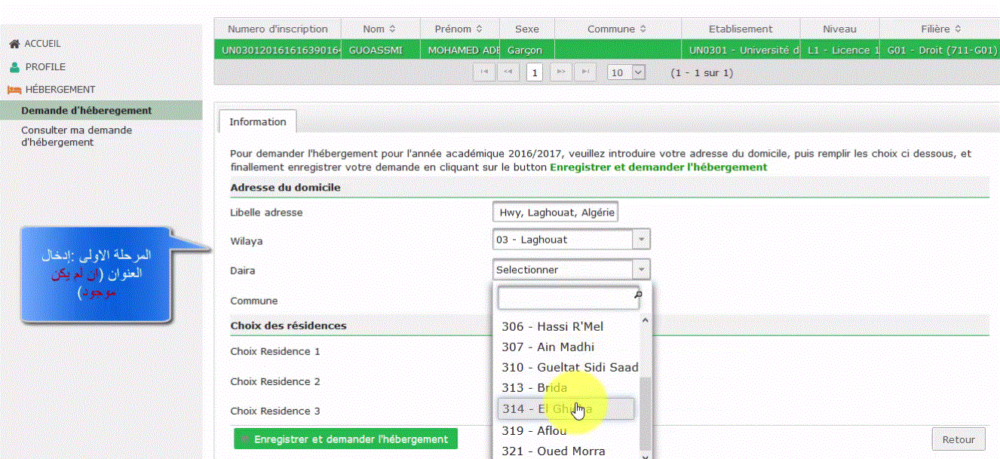 Numero d'inscription Nom Prénom Sexe Commune Etablisement Niveau Filière
UN03012016161639016 GUOASSMI MOHAMED ADE Garçon UN0301 - Université d L1 - Licence 1 G01 - Droit (711-G01)
1 10 (1 - 1 sur 1)
ACCUEIL
PROFILE
HÉBERGEMENT
Demande d'héberegement
Consulter ma demande
d'hébergement
Information
Pour demander l'hébergement pour l'année académique 2016/2017, veuillez introduire votre adresse du domicile, puis remplir les choix ci dessous, et
finallement enregistrer votre demande en cliquant sur le button Enregistrer et demander l'hébergement
Adresse du domicile
Libelle adresse Hwy, Laghouat, Algérie
Wilaya 03 - Laghouat
Daira Selectionner
Commune
306 - Hassi R'Mel
307 - Ain Madhi
310 - Gueltat Sidi Saad
313 - Brida
314 - El
319 - Aflou
321 - Oued Morra
Choix des résidences
Choix Residence 1
Choix Residence 2
Choix Residence 3
Enregistrer et demander l'hébergement
Retour
المرحلة الاولى :إدخال
العنوان (ان لم يكن
موجود)